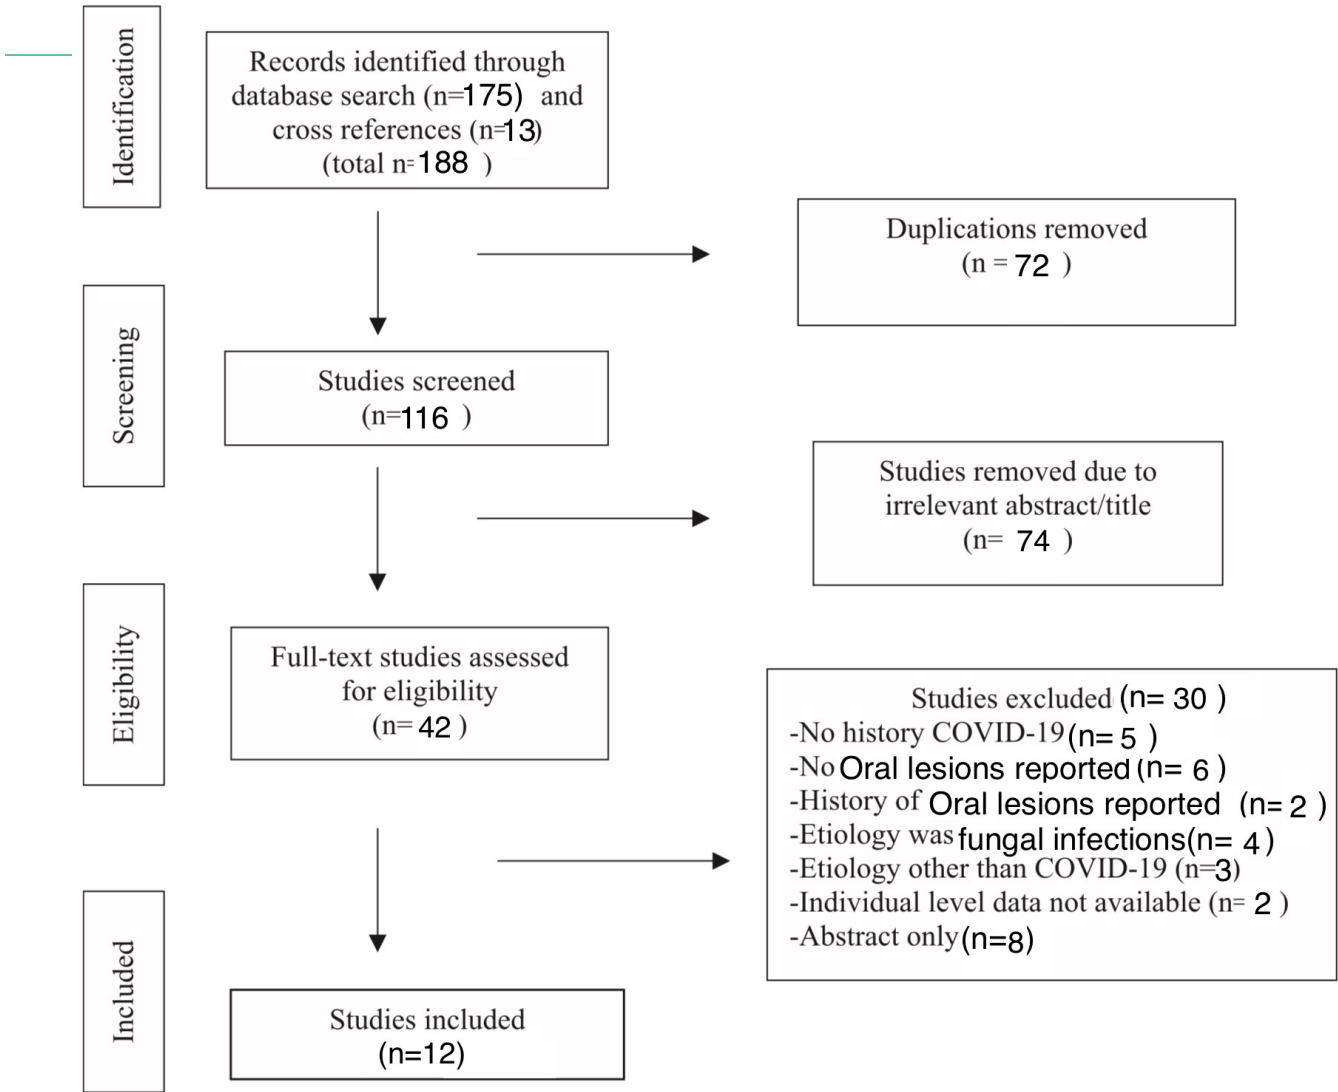 Identification
Records identified through
database search (n=175) and
cross references (n=13)
(total n=188 )
Duplications removed
(n = 72 )
Screening
Studies screened
(n=116 )
Studies removed due to
irrelevant abstract/title
(n= 74 )
Eligibility
Full-text studies assessed
for eligibility
(n= 42 )
Studies excluded (n= 30 )
-No history COVID-19 (n= 5 )
-No Oral lesions reported (n= 6 )
-History of Oral lesions reported (n= 2 )
-Etiology was fungal infections(n= 4 )
-Etiology other than COVID-19 (n=3)
-Individual level data not available (n= 2 )
-Abstract only (n=8)
Included
Studies included
(n=12)